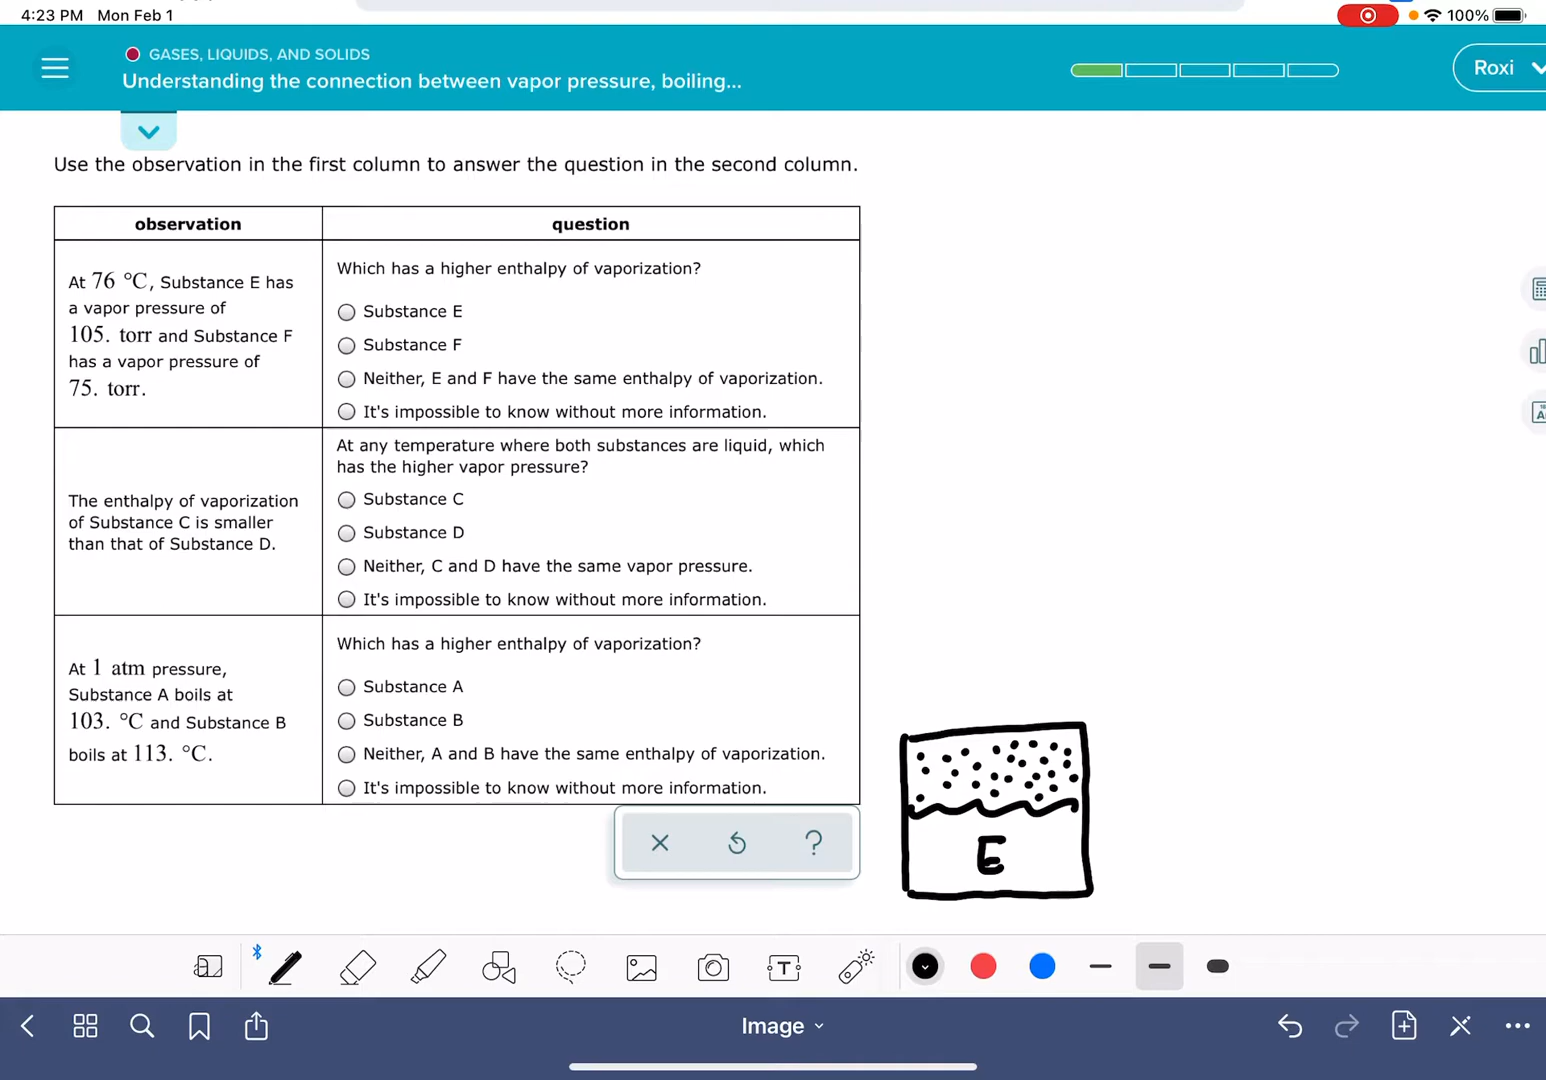 4:23 PM Mon Feb 1
100%
GASES, LIQUIDS, AND SOLIDS
Understanding the connection between vapor pressure, boiling...
Roxi
Use the observation in the first column to answer the question in the second column.
observation
question
At 76 °C, Substance E has
a vapor pressure of
105. torr and Substance F
has a vapor pressure of
75. torr.
Which has a higher enthalpy of vaporization?
Substance E
Substance F
Neither, E and F have the same enthalpy of vaporization.
It's impossible to know without more information.
The enthalpy of vaporization
of Substance C is smaller
than that of Substance D.
At any temperature where both substances are liquid, which
has the higher vapor pressure?
Substance C
Substance D
Neither, C and D have the same vapor pressure.
It's impossible to know without more information.
At 1 atm pressure,
Substance A boils at
103. °C and Substance B
boils at 113. °C.
Which has a higher enthalpy of vaporization?
Substance A
Substance B
Neither, A and B have the same enthalpy of vaporization.
It's impossible to know without more information.
?
E
T
Image